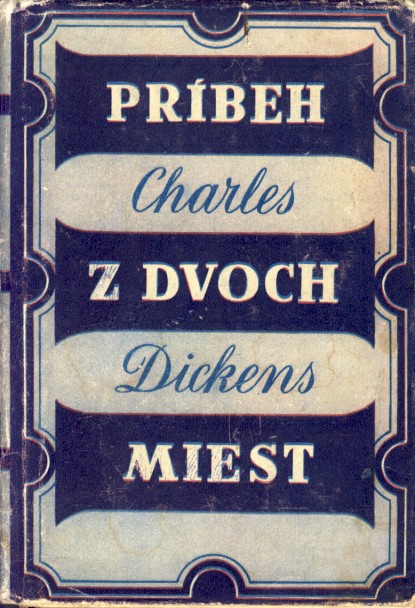 PRÍBEH
Charles
Z DVOCH
Dickens
MIEST